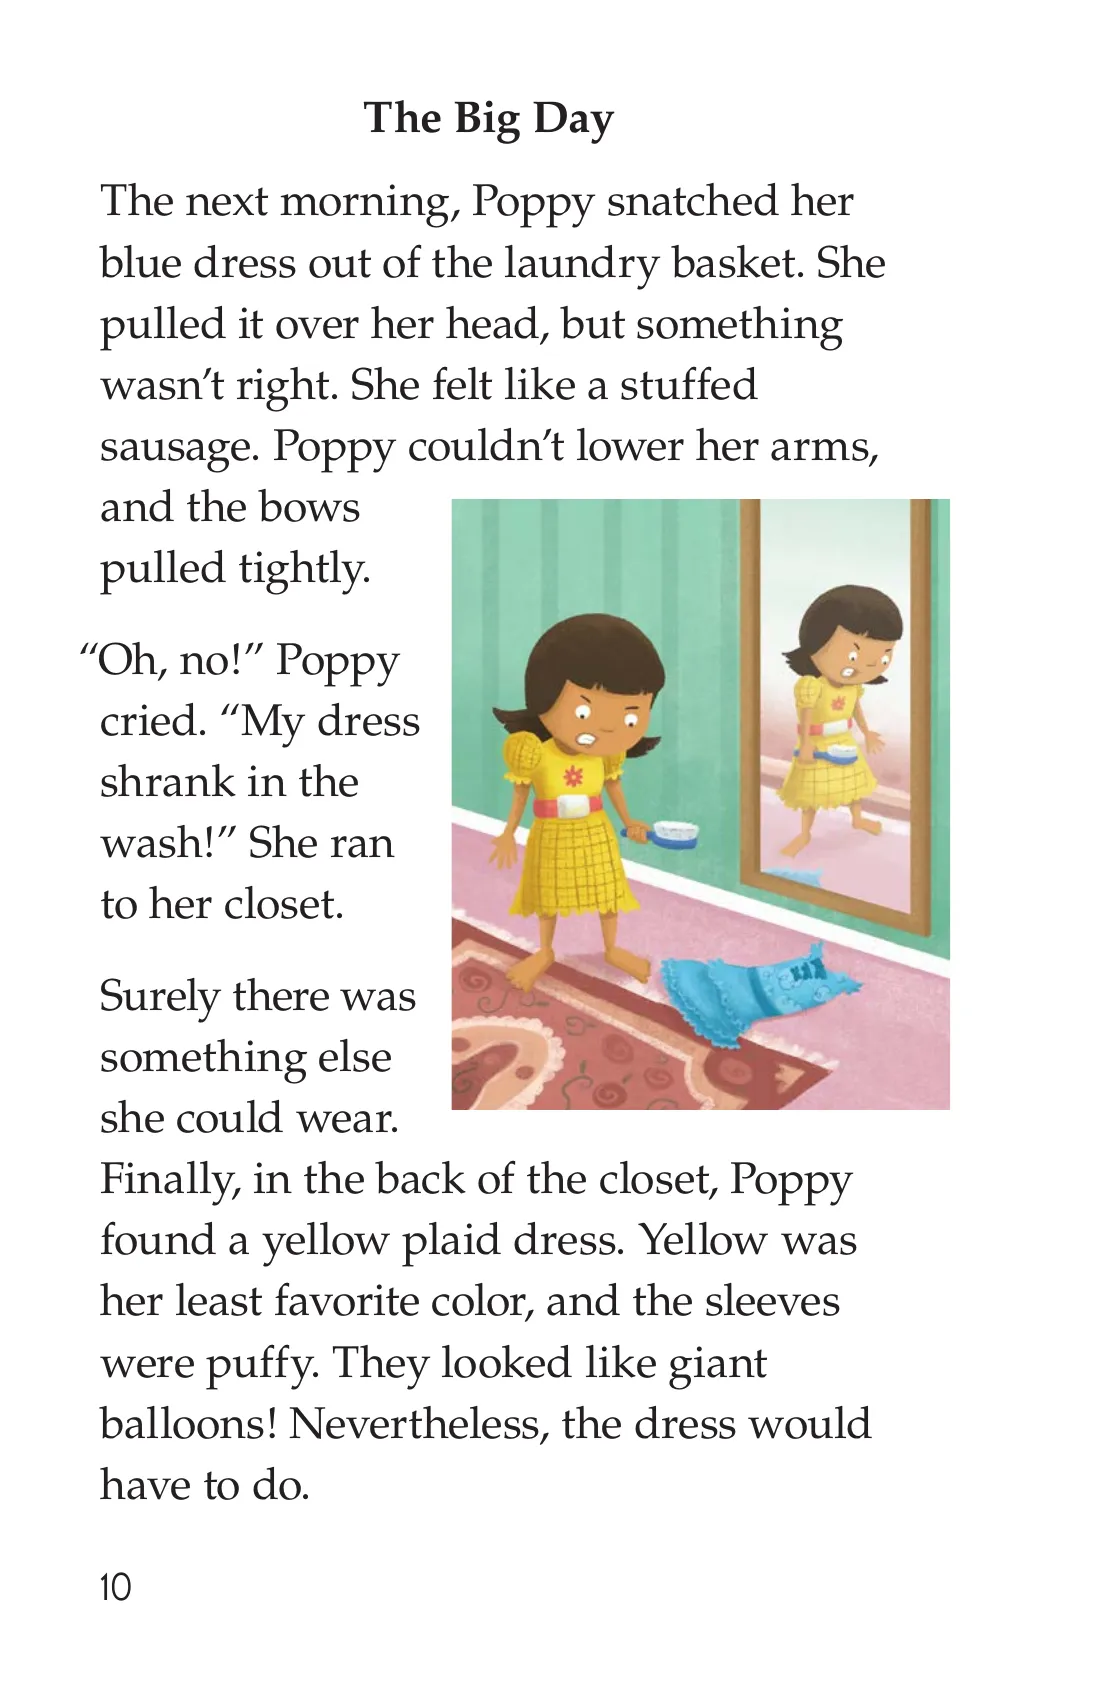 The Big Day
The next morning, Poppy snatched her
blue dress out of the laundry basket. She
pulled it over her head, but something
wasn’t right. She felt like a stuffed
sausage. Poppy couldn’t lower her arms,
and the bows
pulled tightly.
“Oh, no!” Poppy
cried. “My dress
shrank in the
wash!” She ran
to her closet.
Surely there was
something else
she could wear.
Finally, in the back of the closet, Poppy
found a yellow plaid dress. Yellow was
her least favorite color, and the sleeves
were puffy. They looked like giant
balloons! Nevertheless, the dress would
have to do.
10